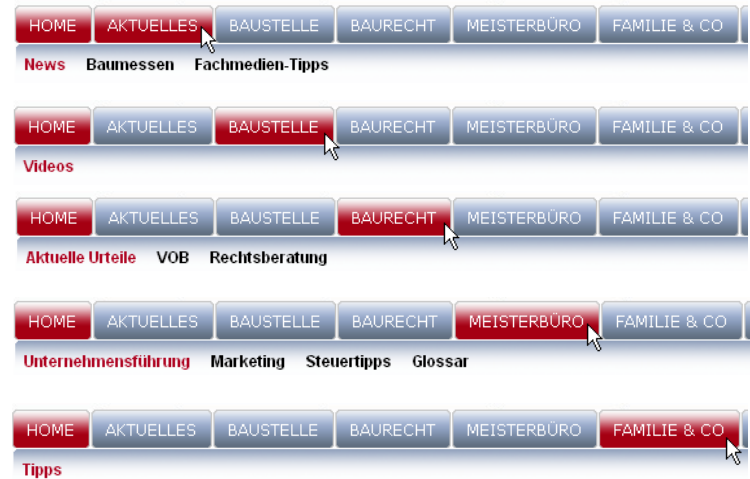 HOME AKTUELLES BAUSTELLE BAURECHT MEISTERBÜRO FAMILIE & CO
News Baumessen Fachmedien-Tipps
HOME AKTUELLES BAUSTELLE BAURECHT MEISTERBÜRO FAMILIE & CO
Videos
HOME AKTUELLES BAUSTELLE BAURECHT MEISTERBÜRO FAMILIE & CO
Aktuelle Urteile VOB Rechtsberatung
HOME AKTUELLES BAUSTELLE BAURECHT MEISTERBÜRO FAMILIE & CO
Unternehmensführung Marketing Steuertipps Glossar
HOME AKTUELLES BAUSTELLE BAURECHT MEISTERBÜRO FAMILIE & CO
Tipps